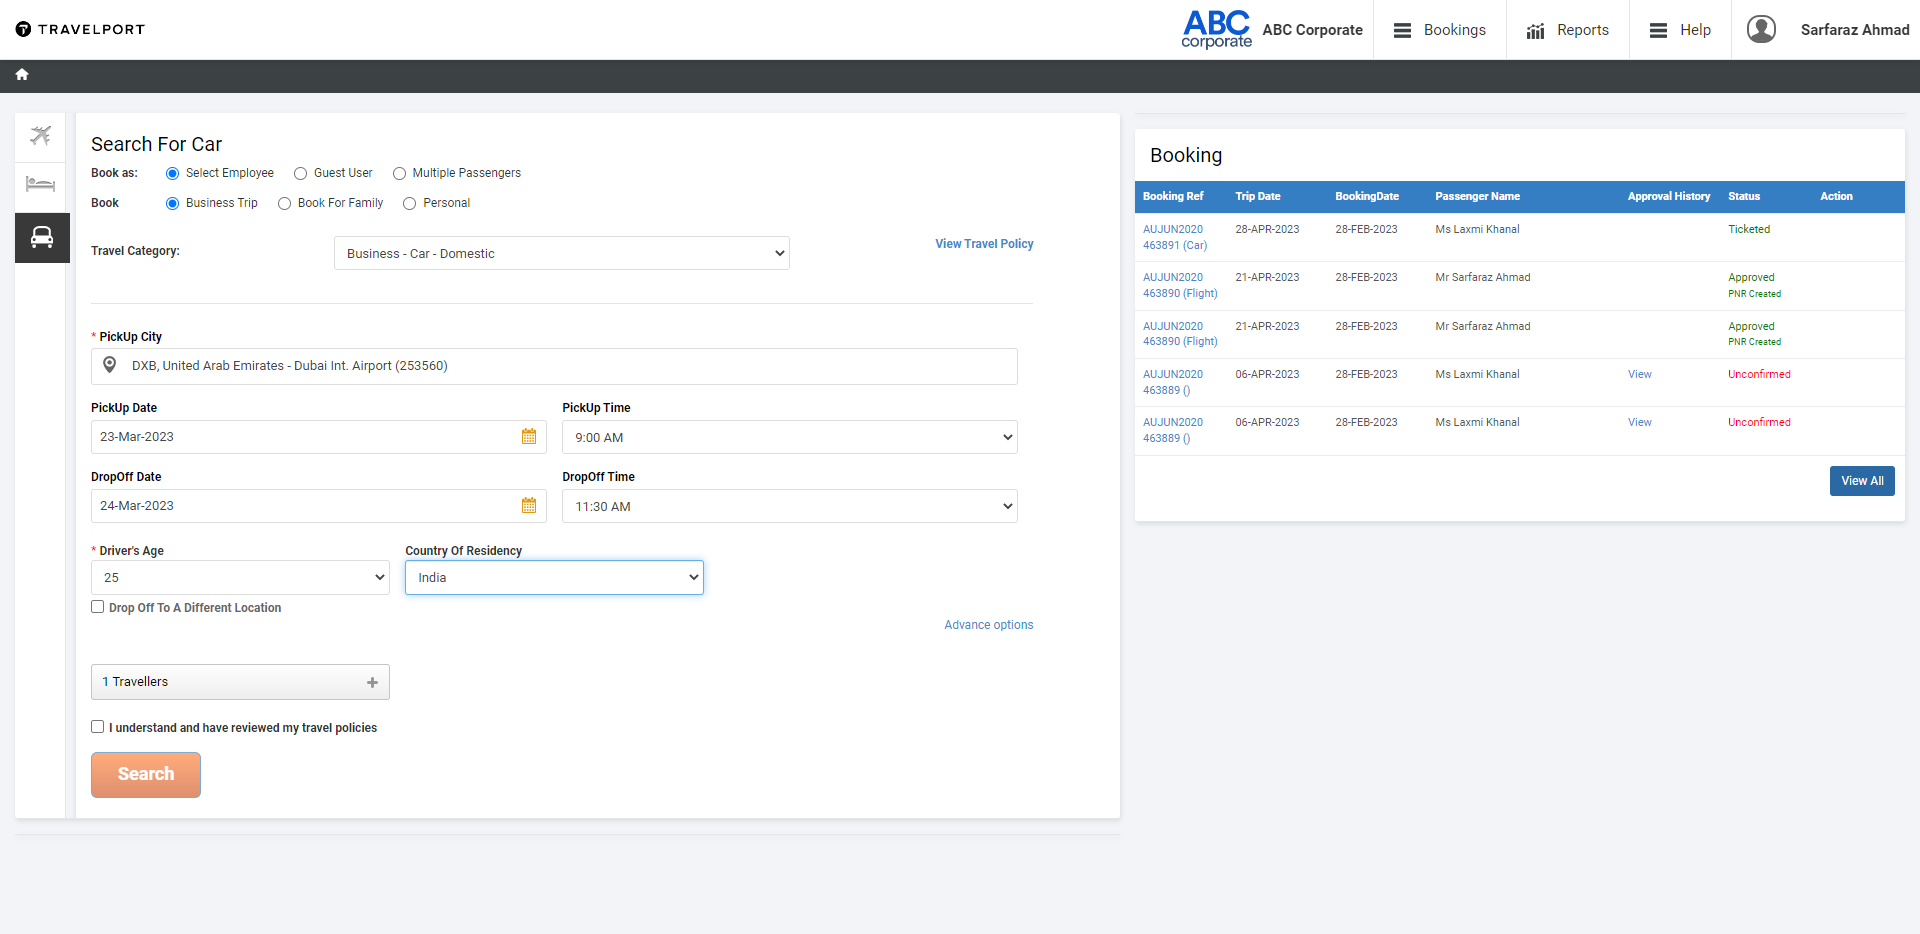 TRAVELPORT
ABC corporate
ABC Corporate
Bookings
Reports
Help
Sarfaraz Ahmad
Search For Car
Book as: Select Employee Guest User Multiple Passengers
Book Business Trip Book For Family Personal
Travel Category: Business - Car - Domestic View Travel Policy
* PickUp City
DXB, United Arab Emirates - Dubai Int. Airport (253560)
PickUp Date PickUp Time
23-Mar-2023 9:00 AM
DropOff Date DropOff Time
24-Mar-2023 11:30 AM
* Driver's Age Country Of Residency
25 India
Drop Off To A Different Location
Advance options
1 Travellers
I understand and have reviewed my travel policies
Search
Booking
Booking Ref Trip Date BookingDate Passenger Name Approval History Status Action
AUJUN2020 28-APR-2023 28-FEB-2023 Ms Laxmi Khanal Ticketed
463891 (Car)
AUJUN2020 21-APR-2023 28-FEB-2023 Mr Sarfaraz Ahmad Approved
463890 (Flight) PNR Created
AUJUN2020 21-APR-2023 28-FEB-2023 Mr Sarfaraz Ahmad Approved
463890 (Flight) PNR Created
AUJUN2020 06-APR-2023 28-FEB-2023 Ms Laxmi Khanal View Unconfirmed
463889 ()
AUJUN2020 06-APR-2023 28-FEB-2023 Ms Laxmi Khanal View Unconfirmed
463889 ()
View All